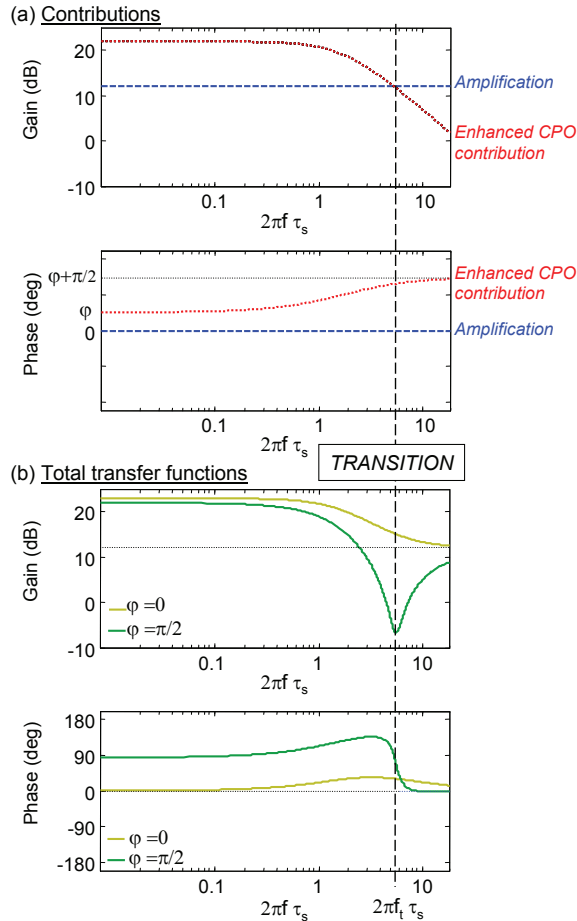 (a) Contributions
20
10
0
-10
Gain (dB)
Amplification
Enhanced CPO
contribution
0.1
1
10
2πf τs
φ+π/2
φ
0
Phase (deg)
Enhanced CPO
contribution
Amplification
0.1
1
10
2πf τs
TRANSITION
(b) Total transfer functions
20
10
0
-10
Gain (dB)
φ =0
φ =π/2
0.1
1
10
2πf τs
180
90
0
-90
-180
Phase (deg)
φ =0
φ =π/2
0.1
1
10
2πf τs
2πft τs